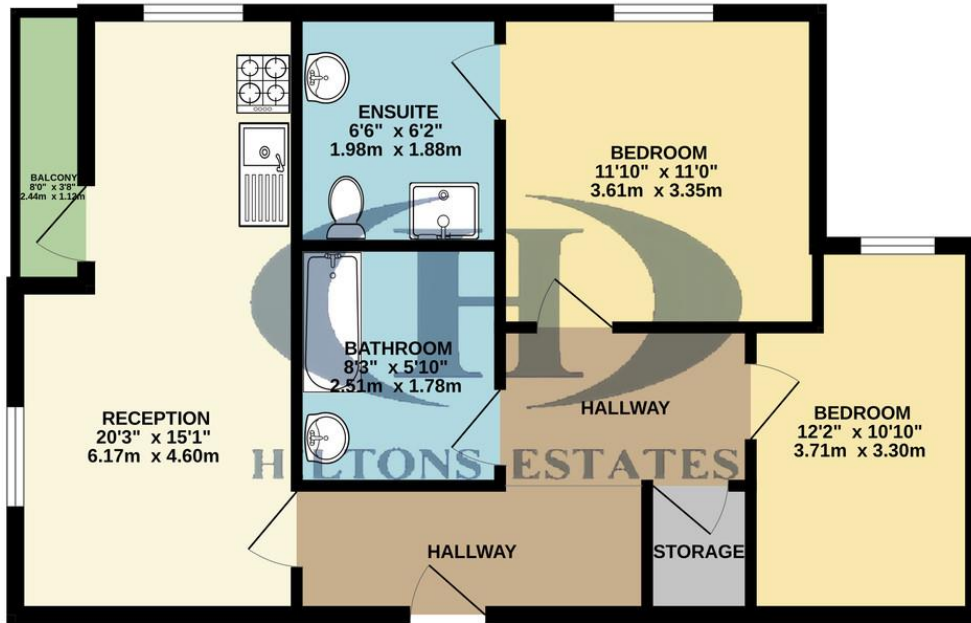 ENSUITE
6'6" x 6'2"
1.98m x 1.88m
BEDROOM
11'10" x 11'0"
3.61m x 3.35m
BALCONY
8'0" x 3'8"
2.44m x 1.12m
H
BATHROOM
8'3" x 5'10"
2.51m x 1.78m
RECEPTION
20'3" x 15'1"
6.17m x 4.60m
HALLWAY
BEDROOM
12'2" x 10'10"
3.71m x 3.30m
HILTONS ESTATES
HALLWAY
STORAGE